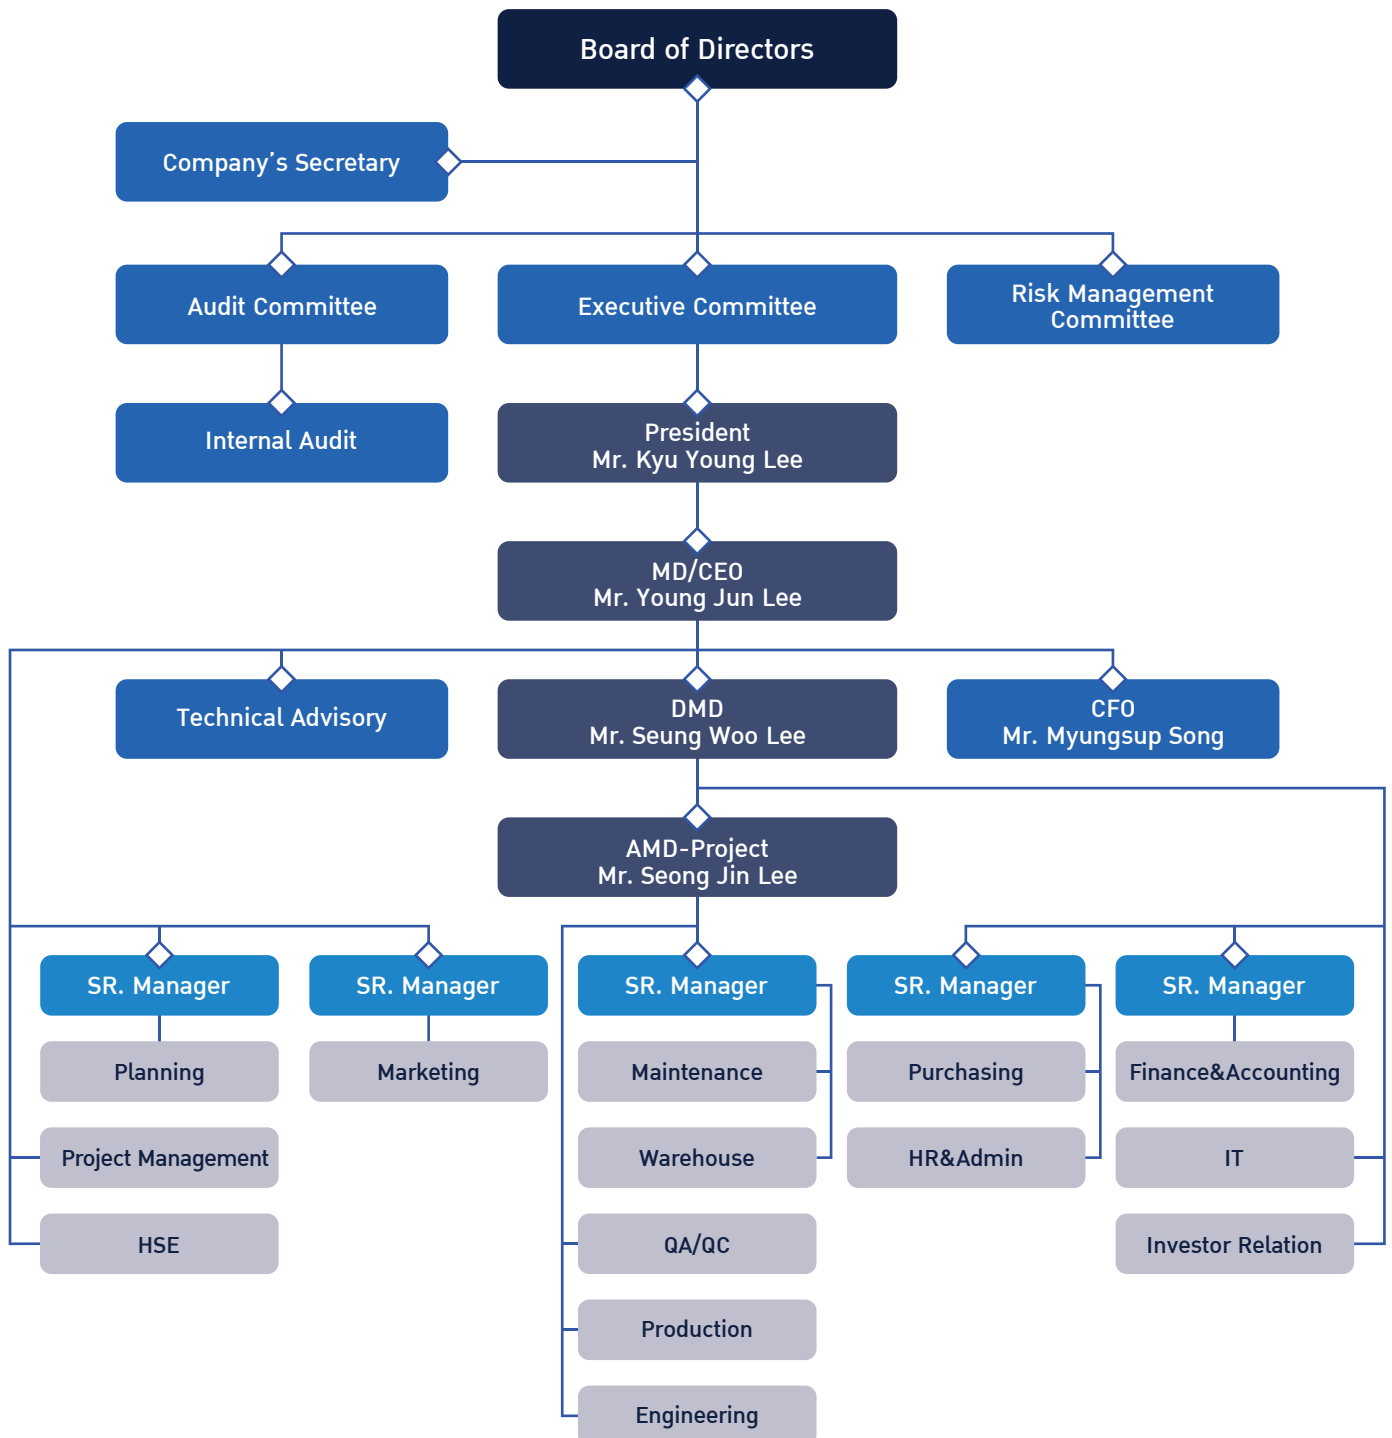 Board of Directors
Company’s Secretary
Audit Committee
Executive Committee
Risk Management
Committee
Internal Audit
President
Mr. Kyu Young Lee
MD/CEO
Mr. Young Jun Lee
Technical Advisory
DMD
Mr. Seung Woo Lee
CFO
Mr. Myungsup Song
AMD-Project
Mr. Seong Jin Lee
SR. Manager
SR. Manager
SR. Manager
SR. Manager
SR. Manager
Planning
Marketing
Maintenance
Purchasing
Finance&Accounting
Project Management
Warehouse
HR&Admin
IT
HSE
QA/QC
Investor Relation
Production
Engineering